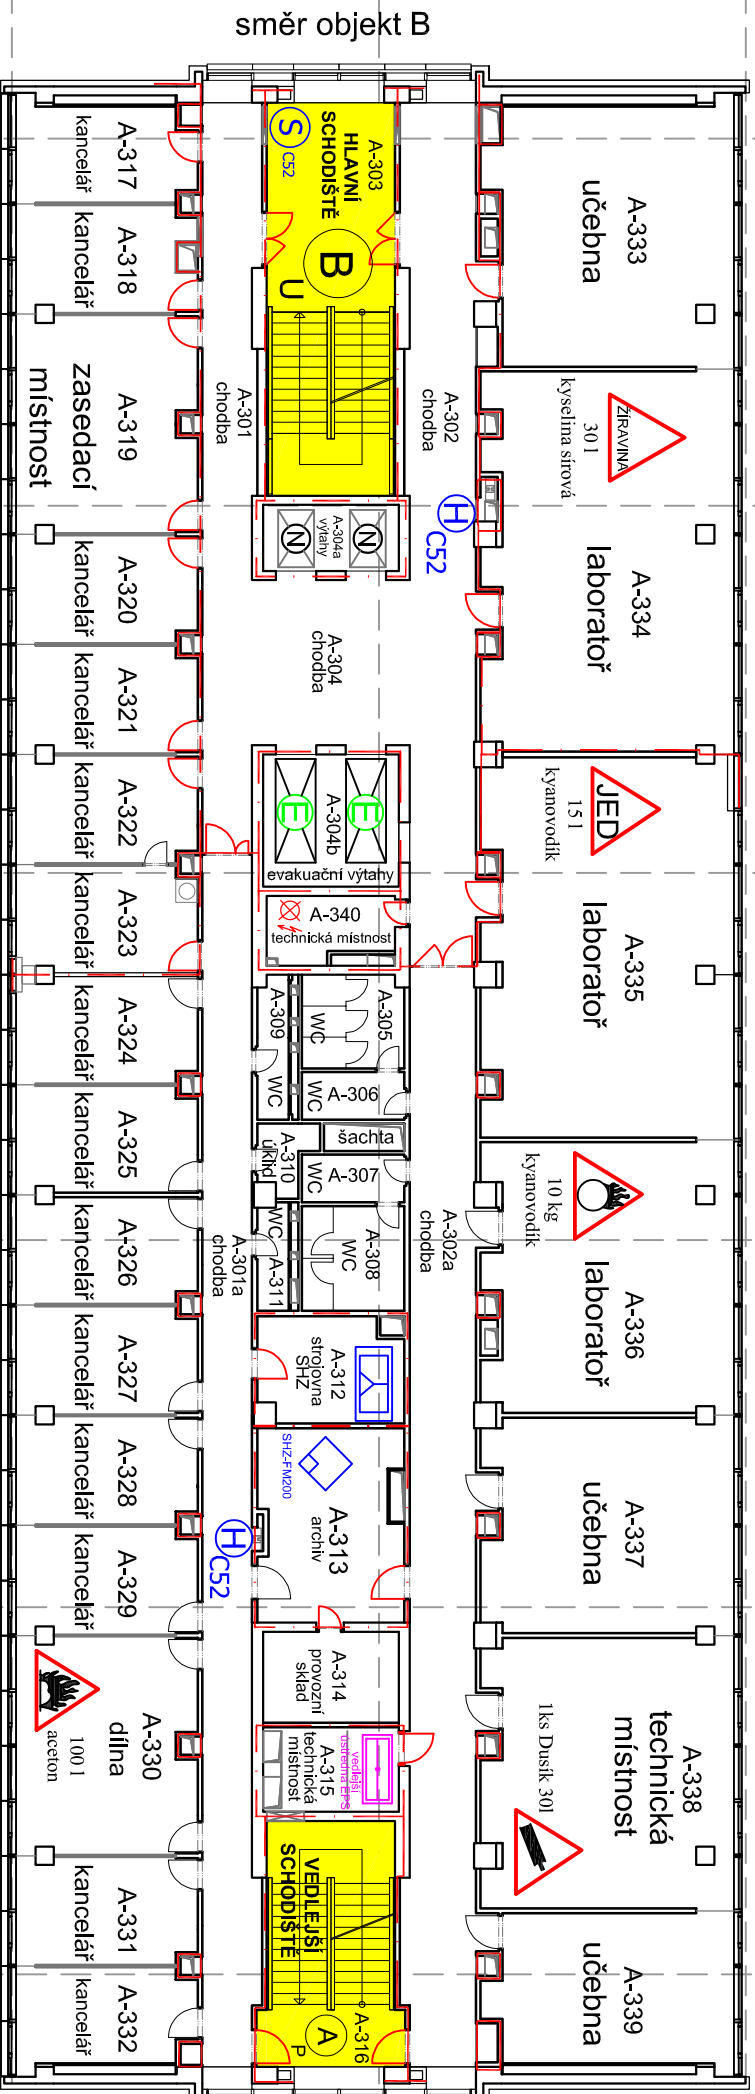 směr objekt B
A-317
kancelář
A-318
kancelář
A-319
zasedací
místnost
A-320
kancelář
A-321
kancelář
A-322
kancelář
A-323
kancelář
A-324
kancelář
A-325
kancelář
A-326
kancelář
A-327
kancelář
A-328
kancelář
A-329
kancelář
A-330
dílna
100 l
aceton
A-331
kancelář
A-332
kancelář
A-303
HLAVNÍ
SCHODIŠTĚ
S
C52
B
U
A-301
chodba
A-302
chodba
H
C52
A-304a
výtahy
N
N
A-304
chodba
E
E
A-304b
evakuační výtahy
A-340
technická místnost
A-305
WC
A-309
WC
A-306
WC
šachta
A-310
úklid
A-307
WC
A-308
WC
A-311
WC
A-301a
chodba
A-302a
chodba
A-312
strojovna
SHZ
A-313
archiv
SHZ-FM200
H
C52
A-314
provozní
sklad
A-315
technická
místnost
vedlejší
ústředna EPS
VEDLEJŠÍ
SCHODIŠTĚ
A-316
A
P
A-333
učebna
A-334
laboratoř
ŽÍRAVINA
30 l
kyselina sírová
A-335
laboratoř
JED
15 l
kyanovodík
A-336
laboratoř
10 kg
kyanovodík
A-337
učebna
A-338
technická
místnost
1ks Dusík 30l
A-339
učebna